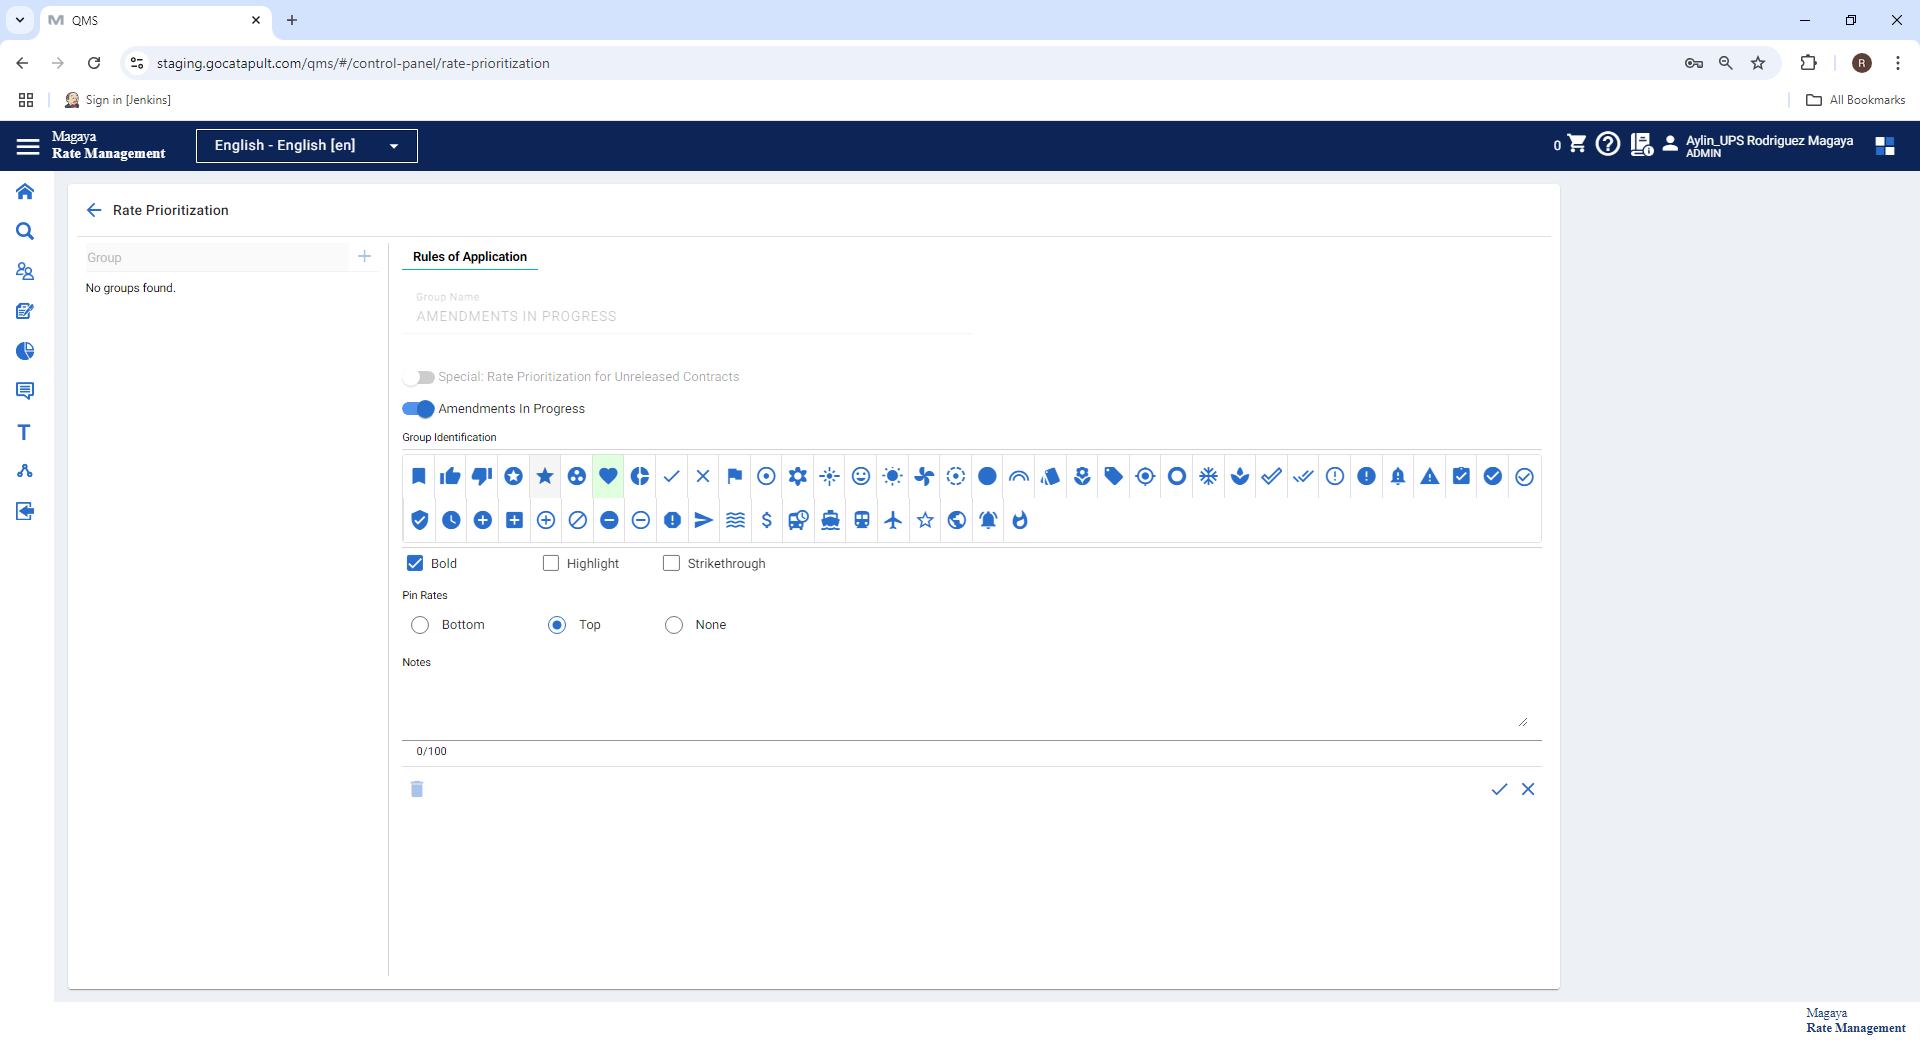 QMS
staging.gocatapult.com/qms/#/control-panel/rate-prioritization
R
Sign in [Jenkins]
All Bookmarks
Magaya
Rate Management
English - English [en]
0
Aylin_UPS Rodriguez Magaya
ADMIN
Rate Prioritization
Group
No groups found.
Rules of Application
Group Name
AMENDMENTS IN PROGRESS
Special: Rate Prioritization for Unreleased Contracts
Amendments In Progress
Group Identification
Bold
Highlight
Strikethrough
Pin Rates
Bottom
Top
None
Notes
0/100
Magaya
Rate Management